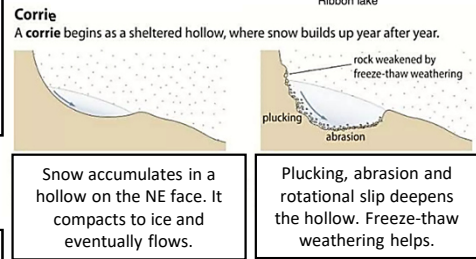 Ribbon lake
Corrie
A corrie begins as a sheltered hollow, where snow builds up year after year.
rock weakened by
freeze-thaw weathering
plucking
abrasion
Snow accumulates in a
hollow on the NE face. It
compacts to ice and
eventually flows.
Plucking, abrasion and
rotational slip deepens
the hollow. Freeze-thaw
weathering helps.